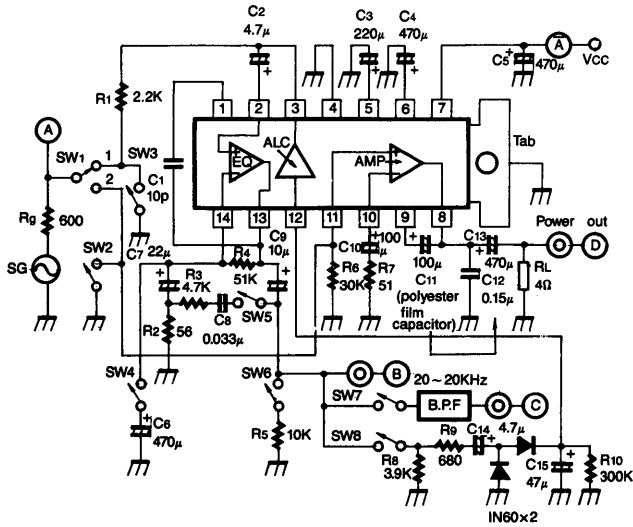 C2
4.7μ
C3
220μ
C4
470μ
A
VCC
C5
470μ
R1
2.2K
A
SW1
1
2
SW3
C1
10p
1
2
3
4
5
6
7
Tab
EQ
ALC
AMP
Rg
600
SG
SW2
C7
22μ
14
13
12
11
10
9
8
C9
10μ
R4
51K
R3
4.7K
C8
0.033μ
SW5
R2
56
C10
100μ
R6
30K
R7
51
100μ
C11
(polyester
film
capacitor)
C13
470μ
C12
0.15μ
RL
4Ω
Power out
D
SW4
C6
470μ
SW6
R5
10K
B
SW7
20~20KHz
B.P.F
C
SW8
R8
3.9K
R9
680
C14
4.7μ
C15
47μ
R10
300K
IN60×2